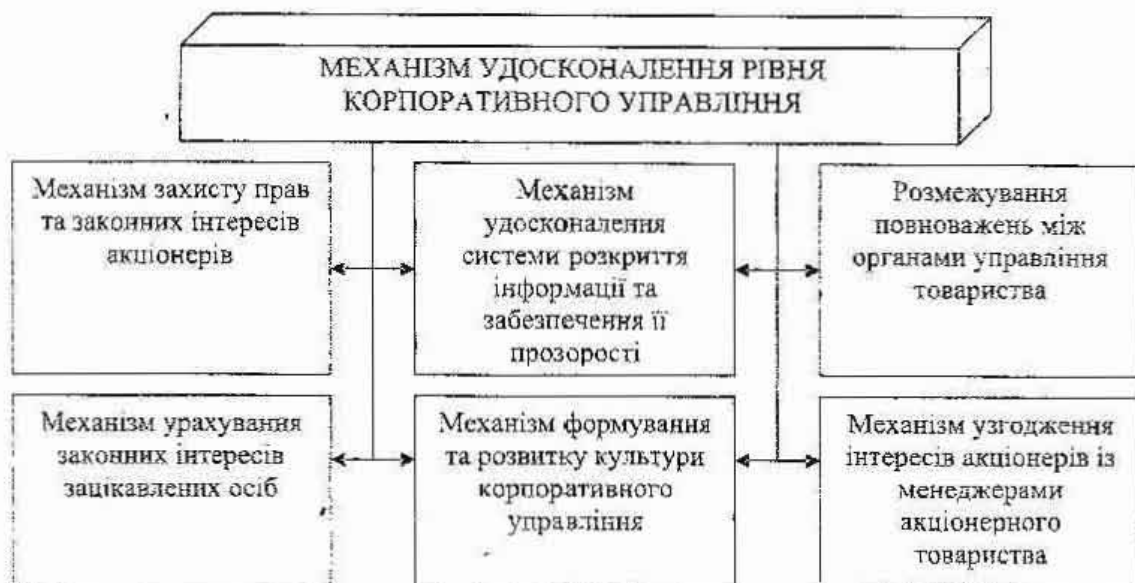 МЕХАНІЗМ УДОСКОНАЛЕННЯ РІВНЯ
КОРПОРАТИВНОГО УПРАВЛІННЯ
Механізм захисту прав
та законних інтересів
акціонерів
Механізм
удосконалення
системи розкриття
інформації та
забезпечення її
прозорості
Розмежування
повноважень між
органами управління
товариства
Механізм урахування
законних інтересів
зацікавлених осіб
Механізм формування
та розвитку культури
корпоративного
управління
Механізм узгодження
інтересів акціонерів із
менеджерами
акціонерного
товариства